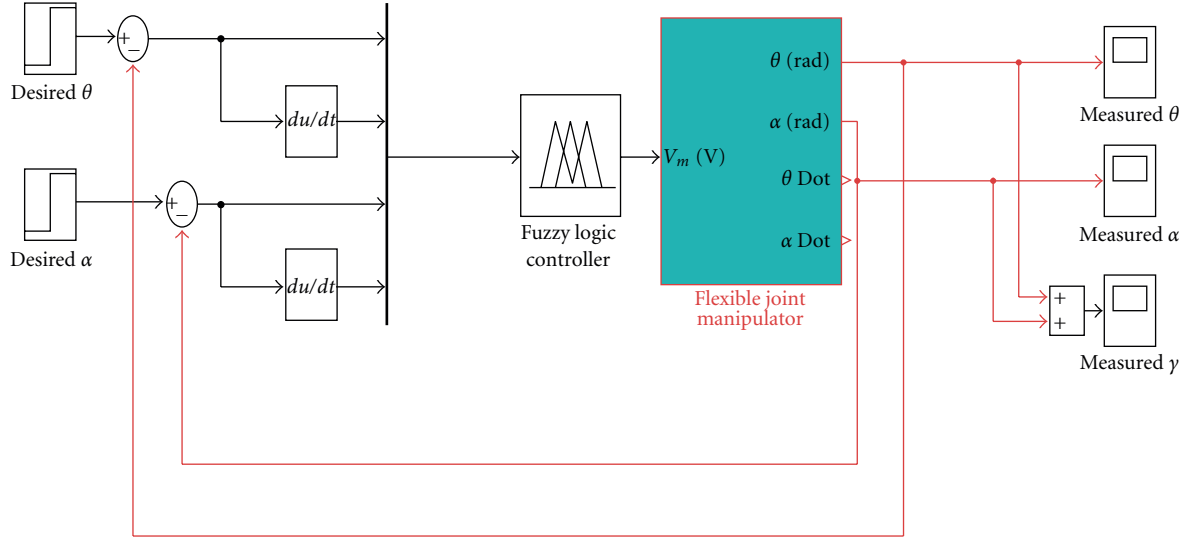 +
−
Desired θ
du/dt
+
−
Desired α
du/dt
Fuzzy logic
controller
V_m (V)
θ (rad)
α (rad)
θ Dot
α Dot
Flexible joint
manipulator
Measured θ
Measured α
+
+
Measured γ